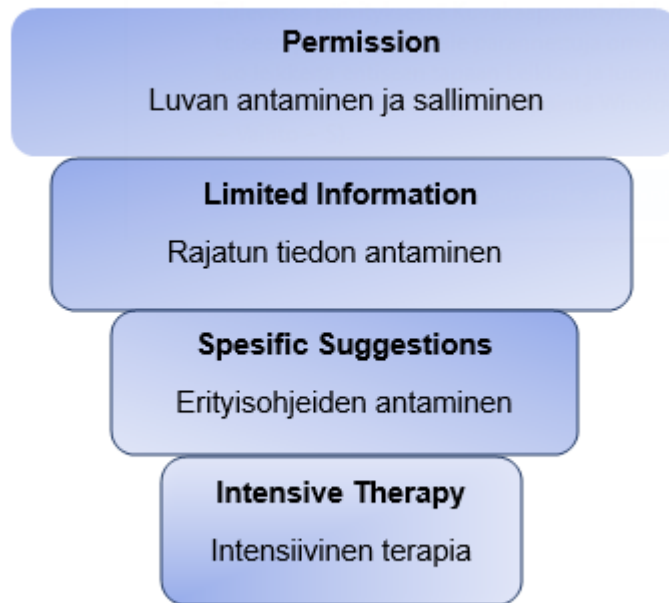 Permission
Luvan antaminen ja salliminen
Limited Information
Rajatun tiedon antaminen
Spesific Suggestions
Erityisohjeiden antaminen
Intensive Therapy
Intensiivinen terapia